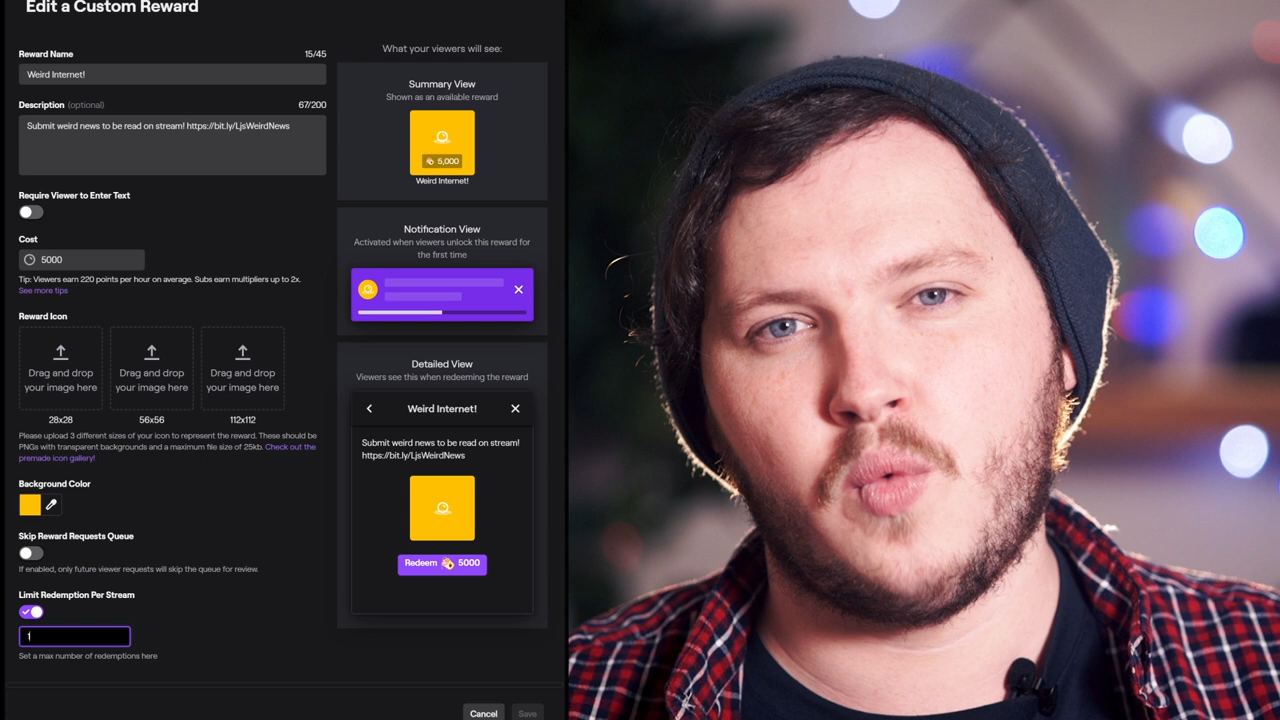 Edit a Custom Reward
Reward Name 15/45
Weird Internet!
Description (optional) 67/200
Submit weird news to be read on stream! https://bit.ly/LjsWeirdNews
Require Viewer to Enter Text
Cost
5000
Tip: Viewers earn 220 points per hour on average. Subs earn multipliers up to 2x.
See more tips
Reward Icon
Drag and drop
your image here
Drag and drop
your image here
Drag and drop
your image here
28x28 56x56 112x112
Please upload 3 different sizes of your icon to represent the reward. These should be
PNGs with transparent backgrounds and a maximum file size of 25kb. Check out the
premade icon gallery!
Background Color
Skip Reward Requests Queue
If enabled, only future viewer requests will skip the queue for review.
Limit Redemption Per Stream
1
Set a max number of redemptions here
What your viewers will see:
Summary View
Shown as an available reward
5,000
Weird Internet!
Notification View
Activated when viewers unlock this reward for
the first time
Detailed View
Viewers see this when redeeming the reward
Weird Internet!
Submit weird news to be read on stream!
https://bit.ly/LjsWeirdNews
Redeem 5000
Cancel Save